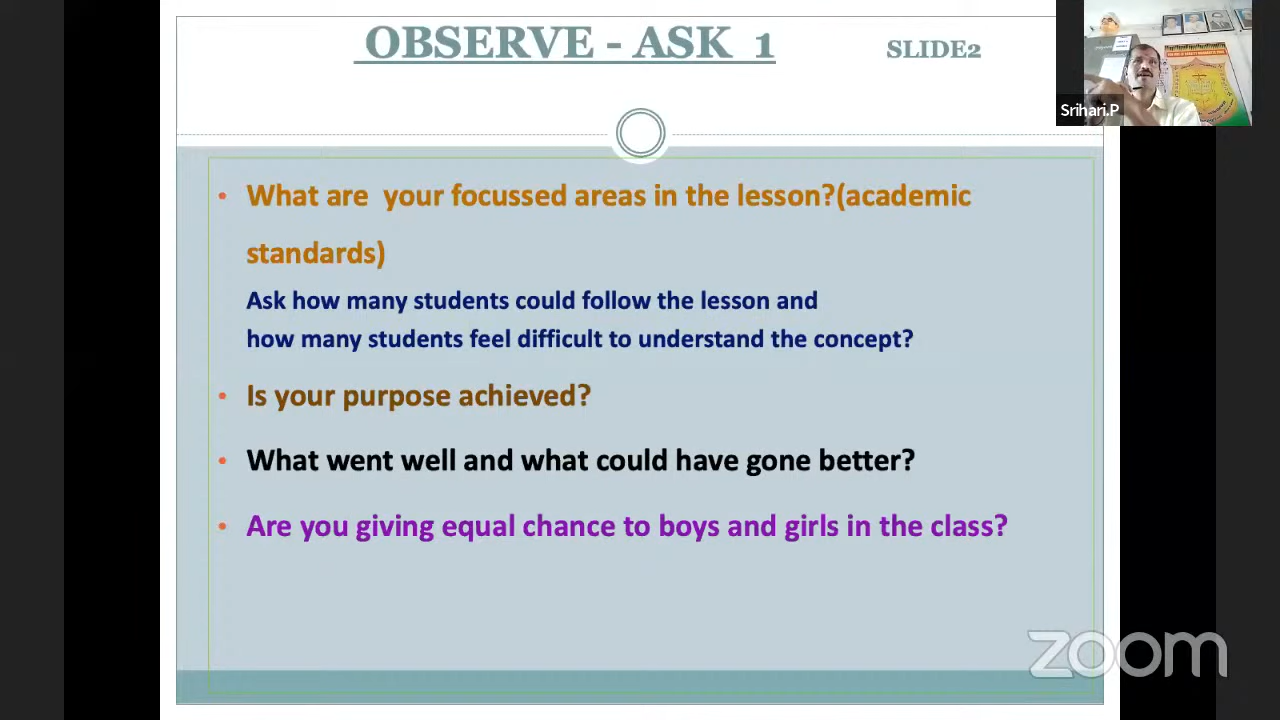 OBSERVE - ASK 1
SLIDE2
Srihari.P
• What are your focussed areas in the lesson?(academic
standards)
Ask how many students could follow the lesson and
how many students feel difficult to understand the concept?
• Is your purpose achieved?
• What went well and what could have gone better?
• Are you giving equal chance to boys and girls in the class?
zoom